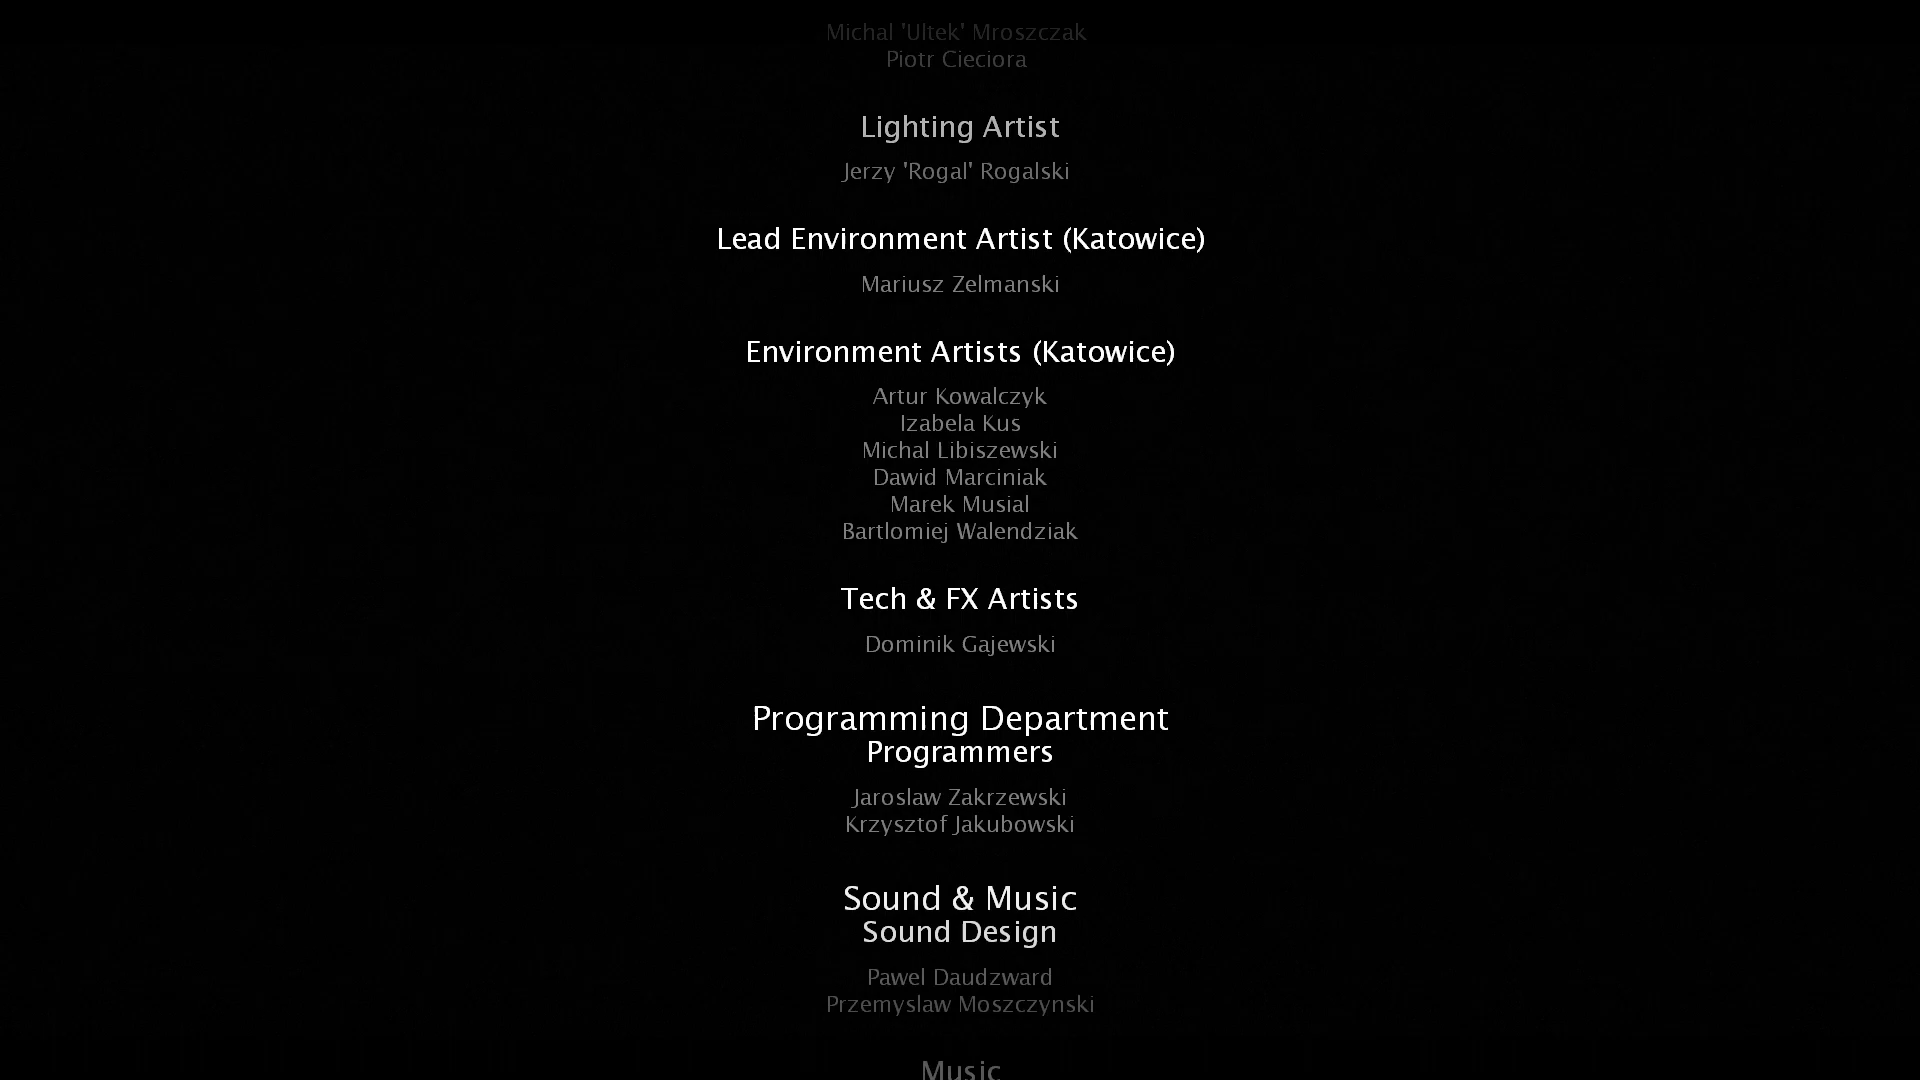 Michal 'Ultek' Mroszczak
Piotr Cieciora
Lighting Artist
Jerzy 'Rogal' Rogalski
Lead Environment Artist (Katowice)
Mariusz Zelmanski
Environment Artists (Katowice)
Artur Kowalczyk
Izabela Kus
Michal Libiszewski
Dawid Marciniak
Marek Musial
Bartlomiej Walendziak
Tech & FX Artists
Dominik Gajewski
Programming Department
Programmers
Jaroslaw Zakrzewski
Krzysztof Jakubowski
Sound & Music
Sound Design
Pawel Daudzward
Przemyslaw Moszczynski
Music